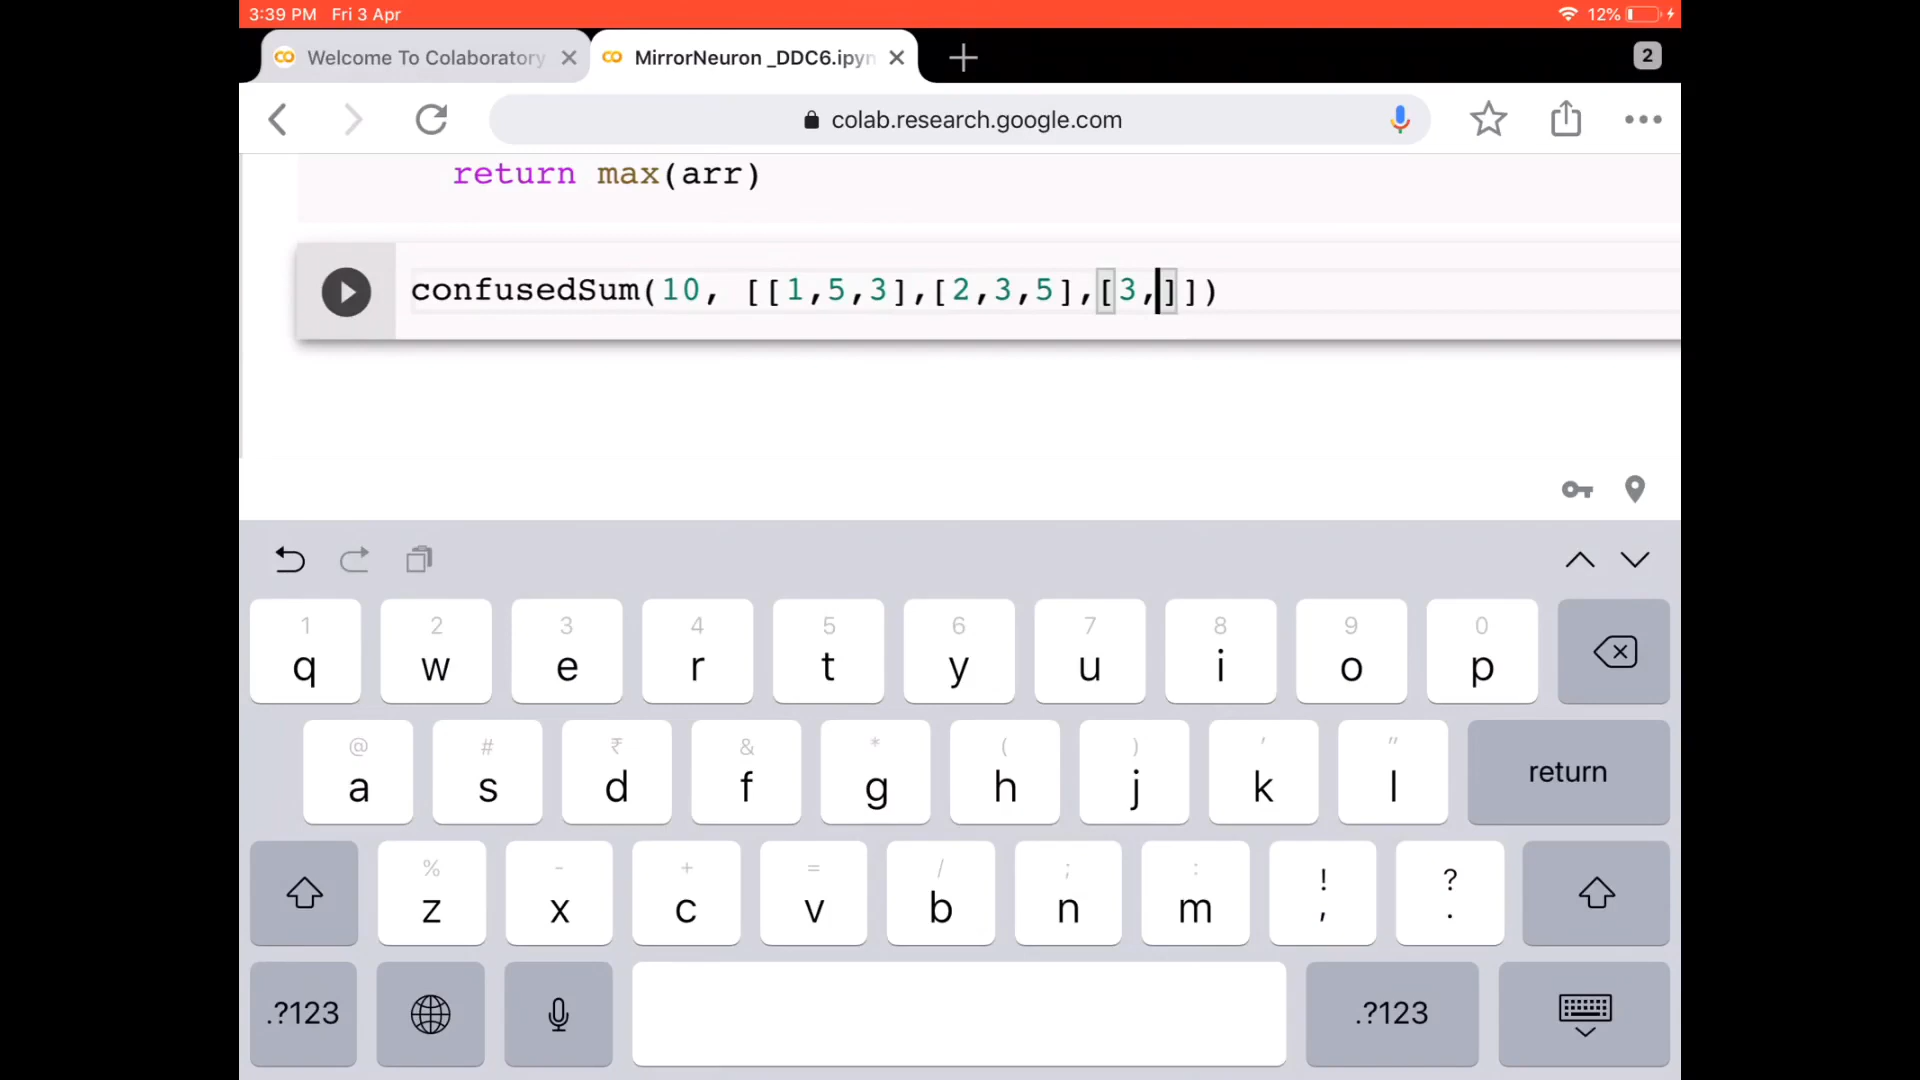 3:39 PM Fri 3 Apr 12%
Welcome To Colaboratory MirrorNeuron _DDC6.ipyn 2
colab.research.google.com
return max(arr)
confusedSum(10, [[1,5,3],[2,3,5],[3,]])
1 2 3 4 5 6 7 8 9 0
q w e r t y u i o p
@ # ₹ & * ( ) ' "
a s d f g h j k l return
% - + = / ; : ! ?
z x c v b n m , .
.?123 .?123